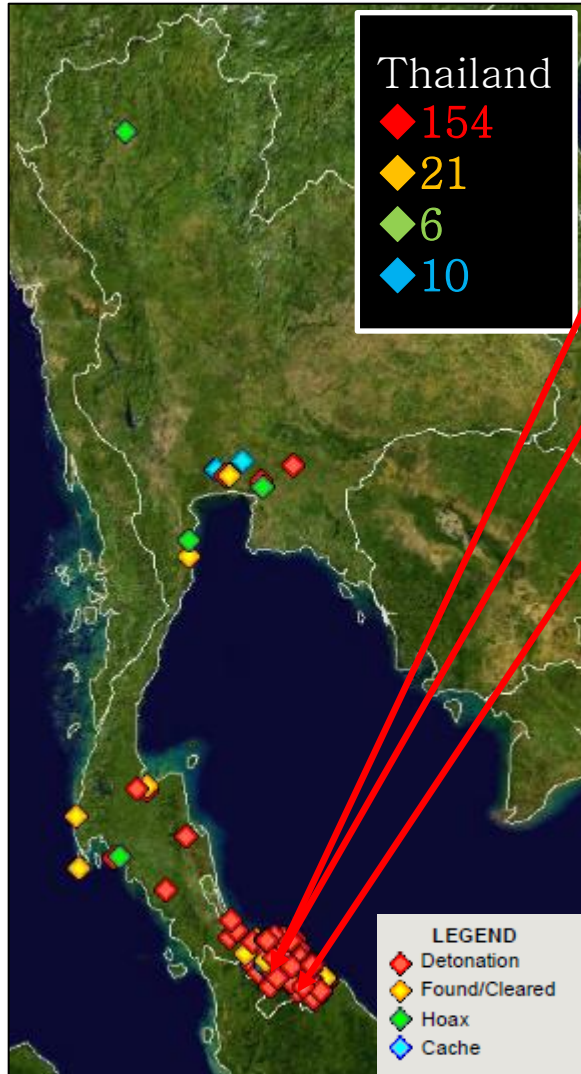 Thailand
154
21
6
10
LEGEND
Detonation
Found/Cleared
Hoax
Cache